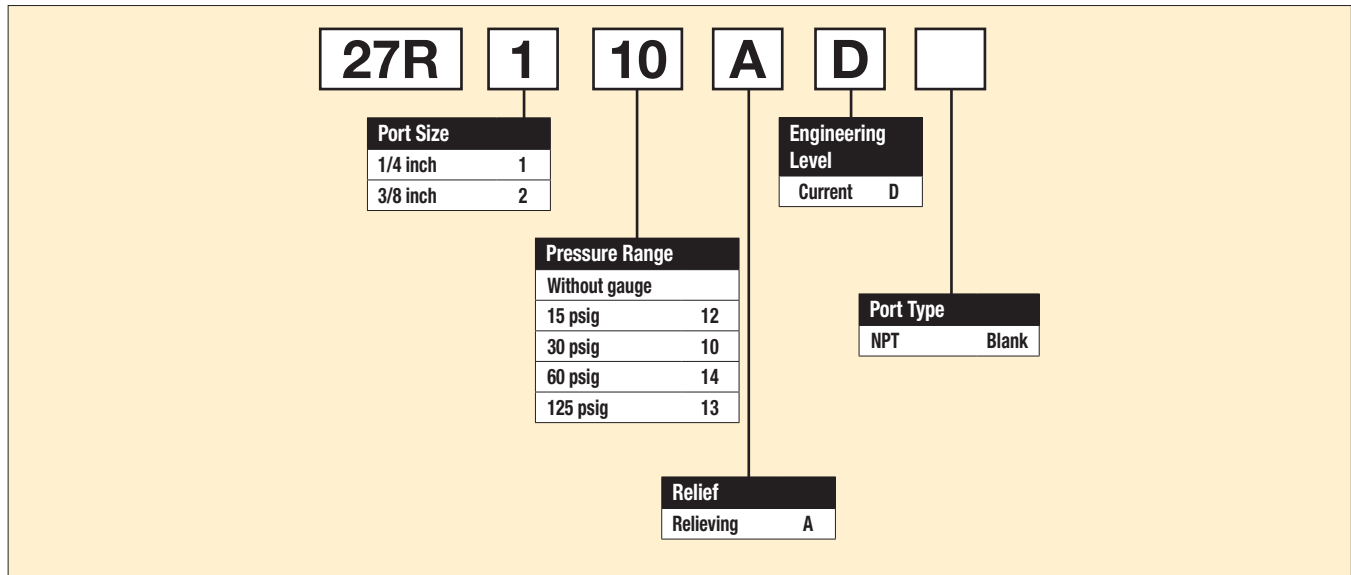 27R 1 10 A D
Port Size
1/4 inch 1
3/8 inch 2
Engineering
Level
Current D
Pressure Range
Without gauge
15 psig 12
30 psig 10
60 psig 14
125 psig 13
Port Type
NPT Blank
Relief
Relieving A